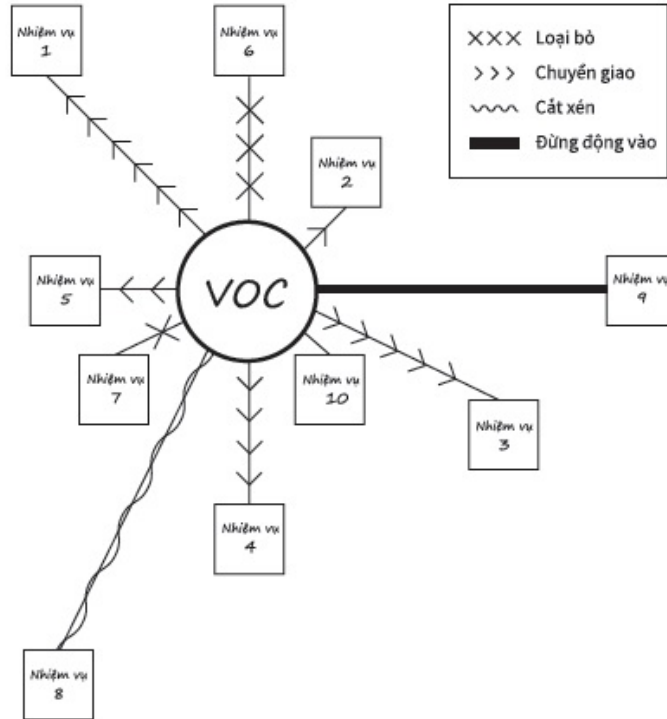 Nhiệm vụ
1
Nhiệm vụ
6
XXX Loại bỏ
>>> Chuyển giao
Cắt xén
Đừng động vào
Nhiệm vụ
2
Nhiệm vụ
5
VOC
Nhiệm vụ
9
Nhiệm vụ
7
Nhiệm vụ
10
Nhiệm vụ
3
Nhiệm vụ
4
Nhiệm vụ
8